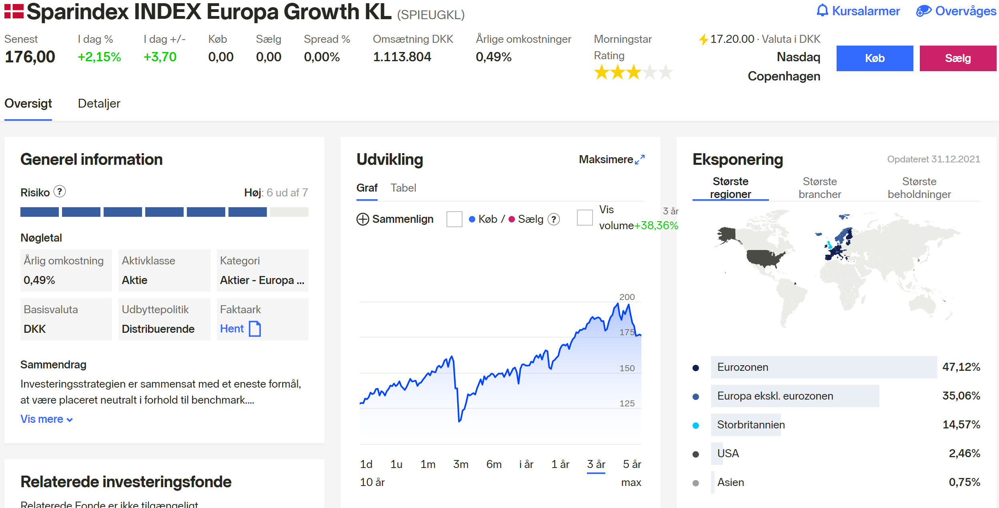 Sparindex INDEX Europa Growth KL (SPIEUGKL)
Kursalarmer
Overvåges
Senest
176,00
I dag %
+2,15%
I dag +/-
+3,70
Køb
0,00
Sælg
0,00
Spread %
0,00%
Omsætning DKK
1.113.804
Årlige omkostninger
0,49%
Morningstar
Rating
17.20.00 · Valuta i DKK
Nasdaq
Copenhagen
Køb
Sælg
Oversigt
Detaljer
Generel information
Risiko ?
Høj: 6 ud af 7
Nøgletal
Årlig omkostning
0,49%
Aktivklasse
Aktie
Kategori
Aktier - Europa ...
Basisvaluta
DKK
Udbyttepolitik
Distribuerende
Faktaark
Hent
Sammendrag
Investeringsstrategien er sammensat med et eneste formål,
at være placeret neutralt i forhold til benchmark....
Vis mere
Relaterede investeringsfonde
Relaterede Fonde er ikke tilgængeligt
Udvikling
Maksimere
Graf
Tabel
Sammenlign
Køb / Sælg ?
Vis
volume
3 år
+38,36%
200
175
150
125
1d 1u 1m 3m 6m i år 1 år 3 år 5 år
10 år max
Eksponering
Opdateret 31.12.2021
Største
regioner
Største
brancher
Største
beholdninger
Eurozonen 47,12%
Europa ekskl. eurozonen 35,06%
Storbritannien 14,57%
USA 2,46%
Asien 0,75%